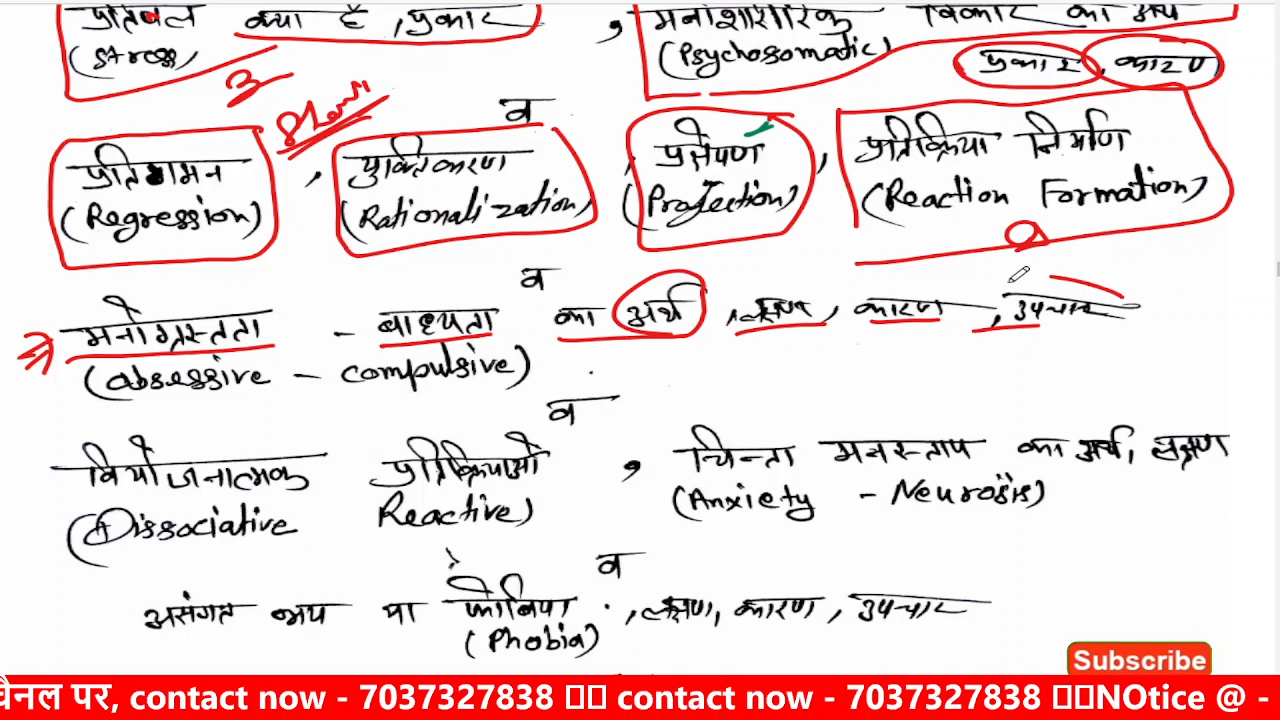 प्रतिबल क्या है, प्रकार, मनोशारीरिक विकार का अर्थ
(Stress) (Psychosomatic) प्रकार, कारण
3
व
प्रतिगमन, युक्तिकरण, प्रक्षेपण, प्रतिक्रिया निर्माण
(Regression) (Rationalization) (Projection) (Reaction Formation)
व
मनोग्रस्तता - बाध्यता का अर्थ, लक्षण, कारण, उपचार
(Obsessive - compulsive)
व
वियोजनात्मक प्रतिक्रियाओं, चिन्ता मनस्ताप का अर्थ, लक्षण
(Dissociative Reactive) (Anxiety - Neurosis)
व
असंगत भय या फोबिया, लक्षण, कारण, उपचार
(Phobia)
Subscribe
चैनल पर, contact now - 7037327838 contact now - 7037327838 NOtice @ -